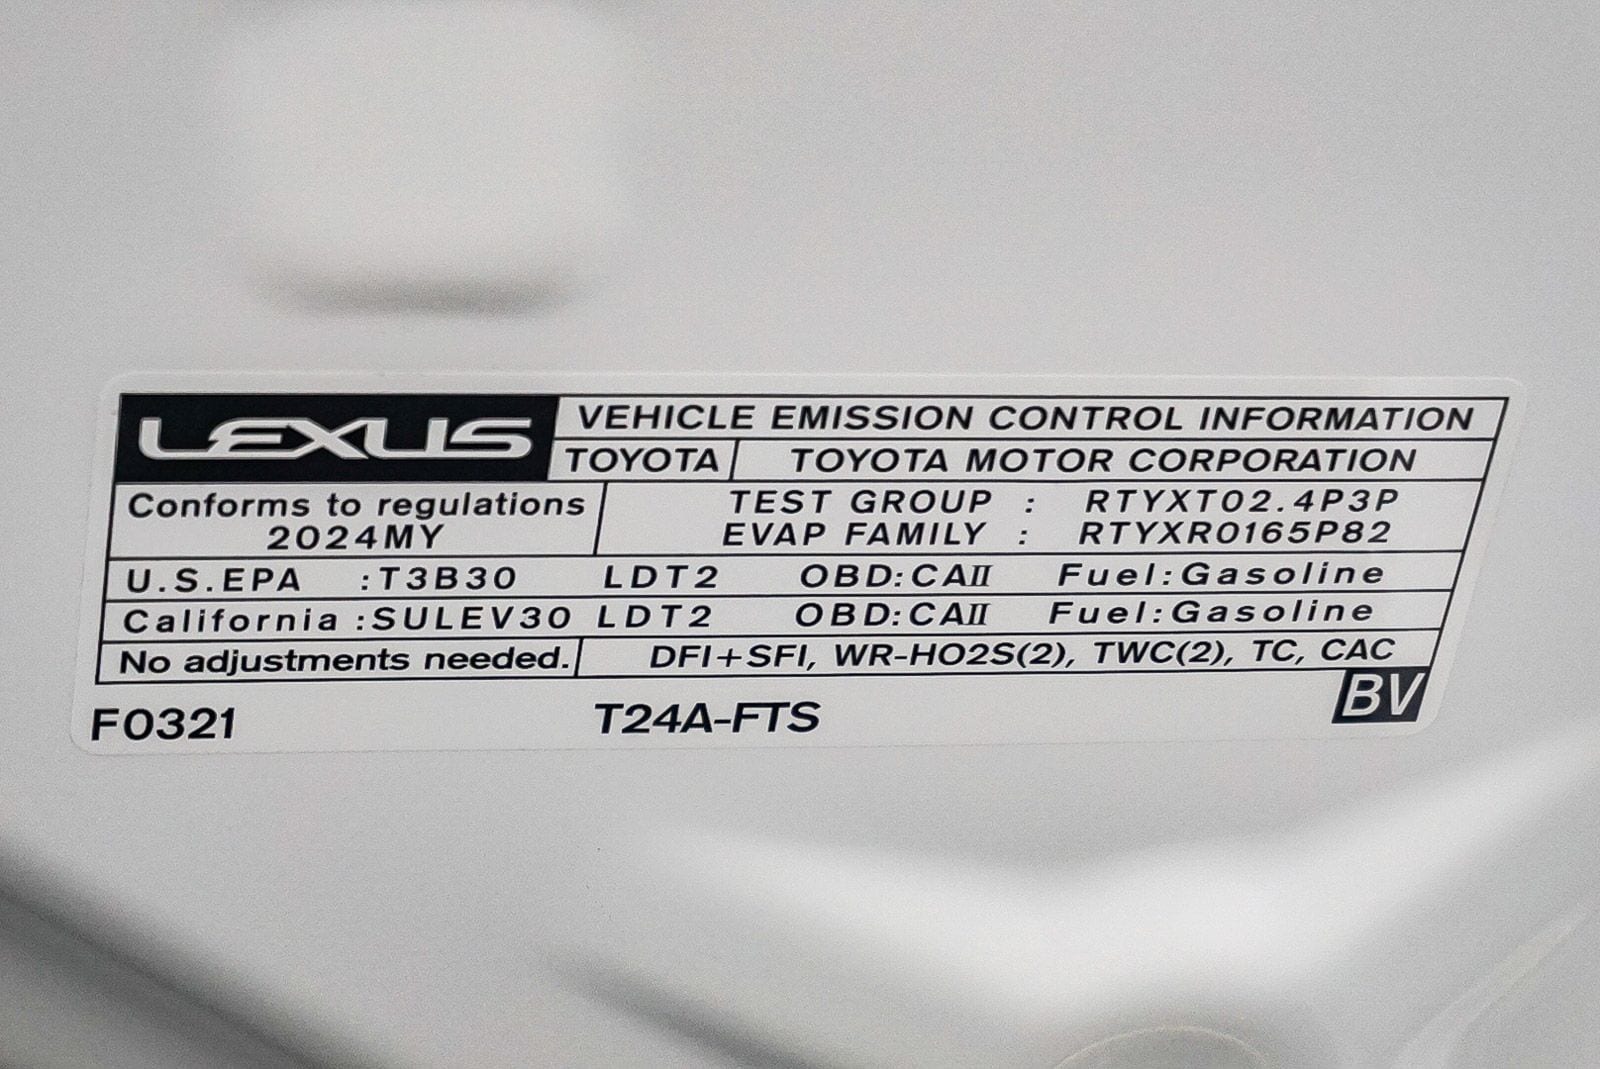 LEXUS VEHICLE EMISSION CONTROL INFORMATION
TOYOTA TOYOTA MOTOR CORPORATION
Conforms to regulations
2024MY
TEST GROUP : RTYXT02.4P3P
EVAP FAMILY : RTYXR0165P82
U.S.EPA :T3B30 LDT2 OBD:CAII Fuel:Gasoline
California :SULEV30 LDT2 OBD:CAII Fuel:Gasoline
No adjustments needed. DFI+SFI, WR-HO2S(2), TWC(2), TC, CAC
F0321 T24A-FTS BV